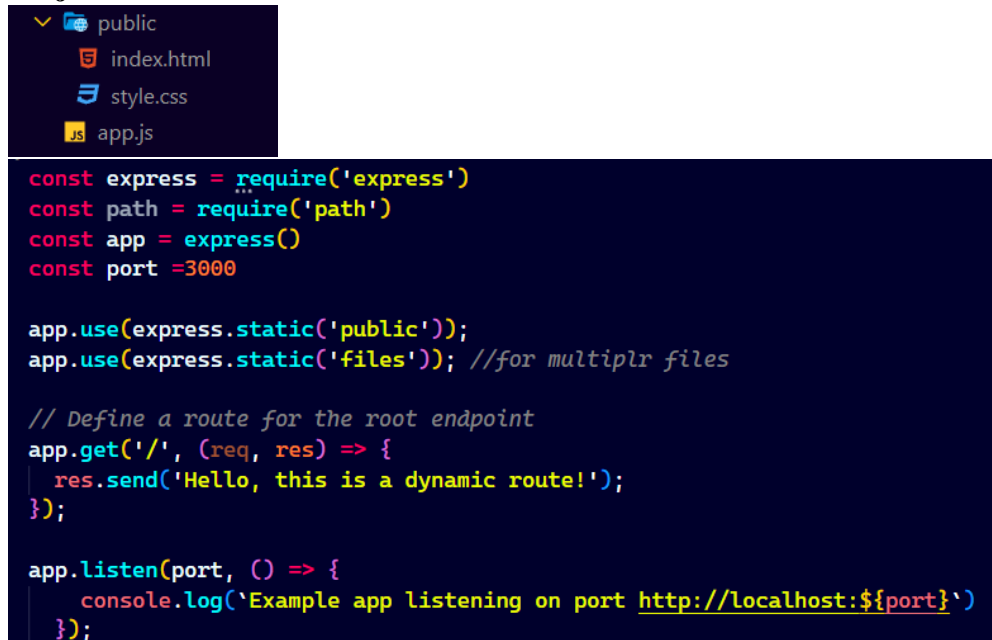 public
index.html
style.css
JS app.js
const express = require('express')
const path = require('path')
const app = express()
const port =3000
app.use(express.static('public'));
app.use(express.static('files')); //for multiplr files
// Define a route for the root endpoint
app.get('/', (req, res) => {
res.send('Hello, this is a dynamic route!');
});
app.listen(port, () => {
console.log(`Example app listening on port http://localhost:${port}`)
});